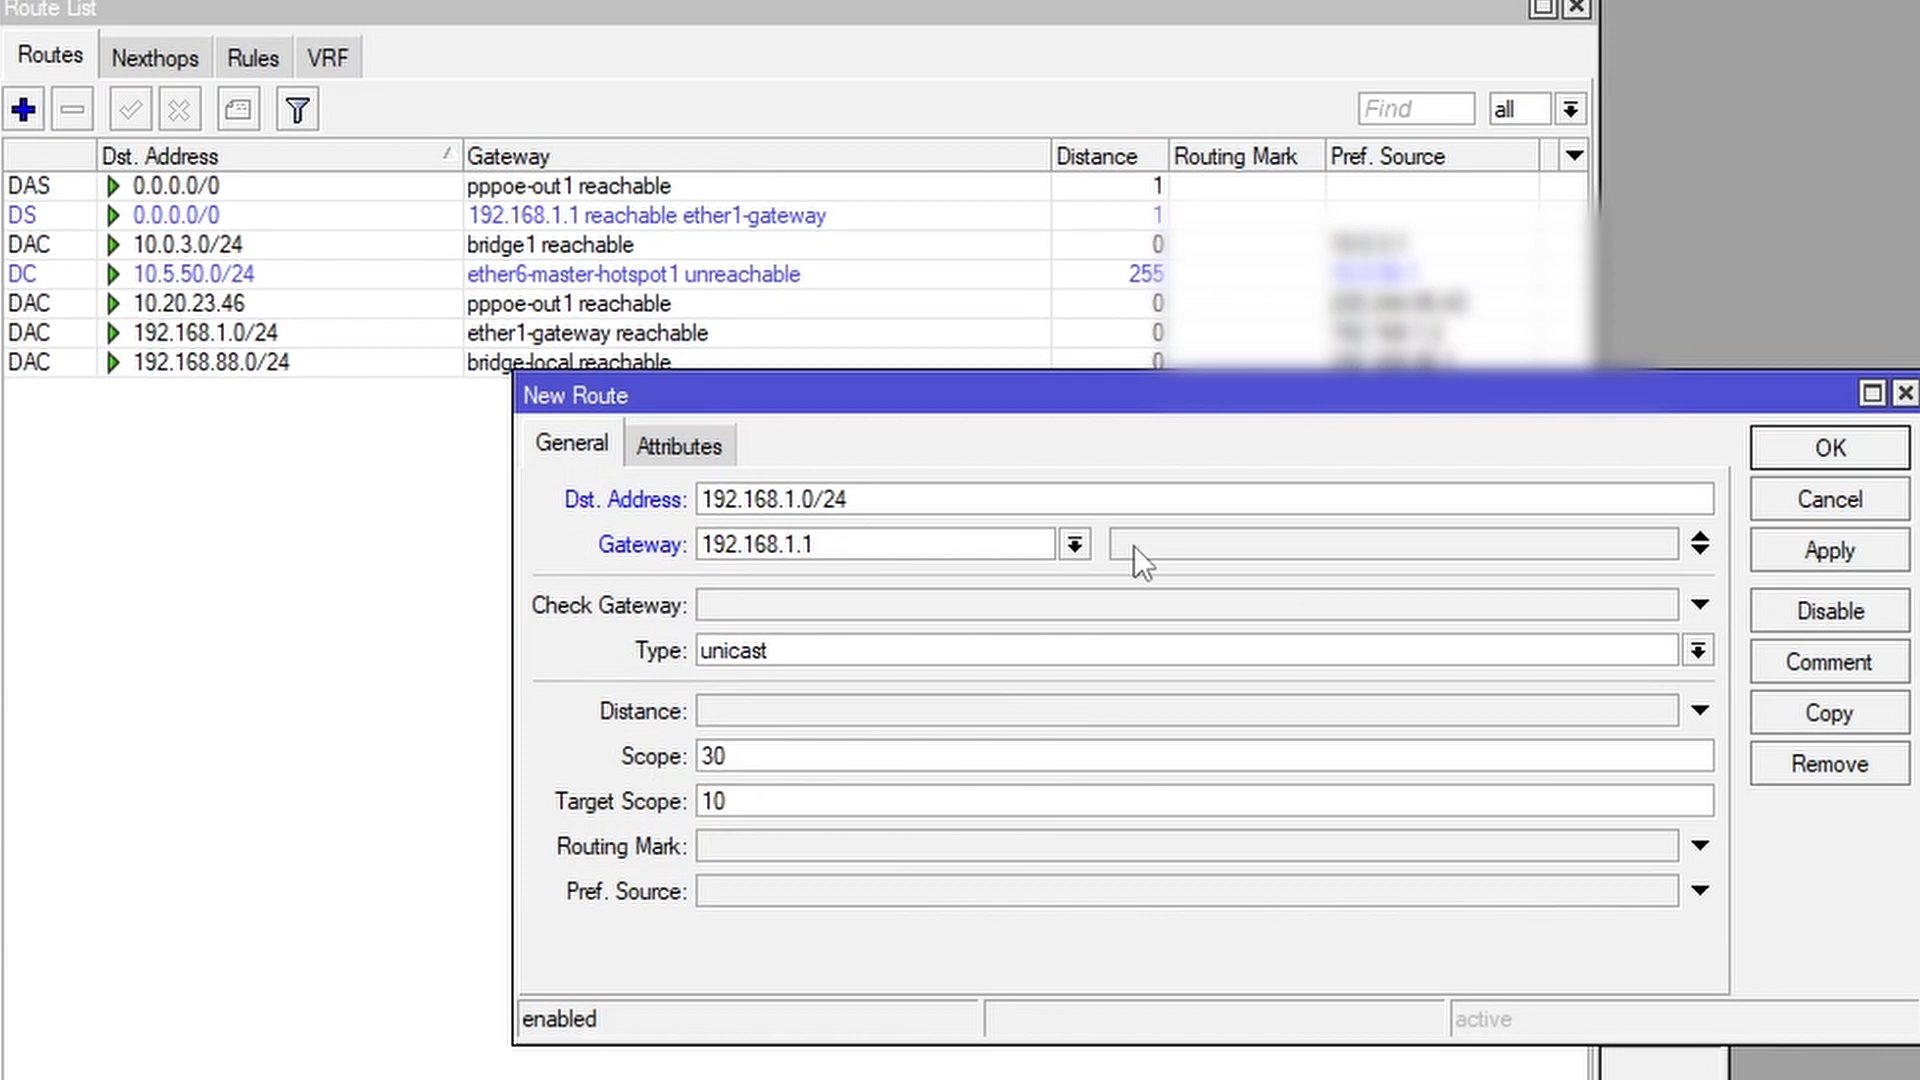 Route List
Routes Nexthops Rules VRF
Find all
Dst. Address Gateway Distance Routing Mark Pref. Source
DAS 0.0.0.0/0 pppoe-out1 reachable 1
DS 0.0.0.0/0 192.168.1.1 reachable ether1-gateway 1
DAC 10.0.3.0/24 bridge1 reachable 0
DC 10.5.50.0/24 ether6-master-hotspot1 unreachable 255
DAC 10.20.23.46 pppoe-out1 reachable 0
DAC 192.168.1.0/24 ether1-gateway reachable 0
DAC 192.168.88.0/24 bridge-local reachable 0
New Route
General Attributes
Dst. Address: 192.168.1.0/24
Gateway: 192.168.1.1
Check Gateway:
Type: unicast
Distance:
Scope: 30
Target Scope: 10
Routing Mark:
Pref. Source:
OK
Cancel
Apply
Disable
Comment
Copy
Remove
enabled active